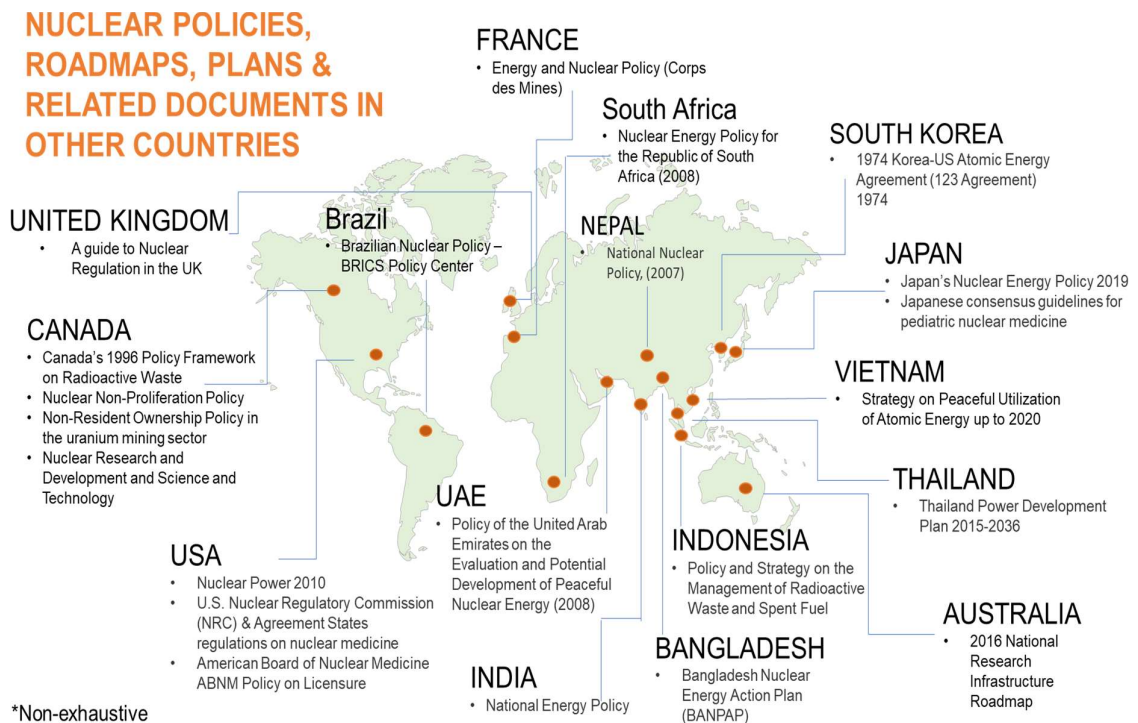 NUCLEAR POLICIES,
ROADMAPS, PLANS &
RELATED DOCUMENTS IN
OTHER COUNTRIES
FRANCE
• Energy and Nuclear Policy (Corps
des Mines)
South Africa
• Nuclear Energy Policy for
the Republic of South
Africa (2008)
SOUTH KOREA
• 1974 Korea-US Atomic Energy
Agreement (123 Agreement)
1974
UNITED KINGDOM
• A guide to Nuclear
Regulation in the UK
Brazil
• Brazilian Nuclear Policy –
BRICS Policy Center
NEPAL
• National Nuclear
Policy, (2007)
JAPAN
• Japan's Nuclear Energy Policy 2019
• Japanese consensus guidelines for
pediatric nuclear medicine
CANADA
• Canada's 1996 Policy Framework
on Radioactive Waste
• Nuclear Non-Proliferation Policy
• Non-Resident Ownership Policy in
the uranium mining sector
• Nuclear Research and
Development and Science and
Technology
VIETNAM
• Strategy on Peaceful Utilization
of Atomic Energy up to 2020
THAILAND
• Thailand Power Development
Plan 2015-2036
UAE
• Policy of the United Arab
Emirates on the
Evaluation and Potential
Development of Peaceful
Nuclear Energy (2008)
INDONESIA
• Policy and Strategy on the
Management of Radioactive
Waste and Spent Fuel
USA
• Nuclear Power 2010
• U.S. Nuclear Regulatory Commission
(NRC) & Agreement States
regulations on nuclear medicine
• American Board of Nuclear Medicine
ABNM Policy on Licensure
AUSTRALIA
• 2016 National
Research
Infrastructure
Roadmap
INDIA
• National Energy Policy
BANGLADESH
• Bangladesh Nuclear
Energy Action Plan
(BANPAP)
*Non-exhaustive